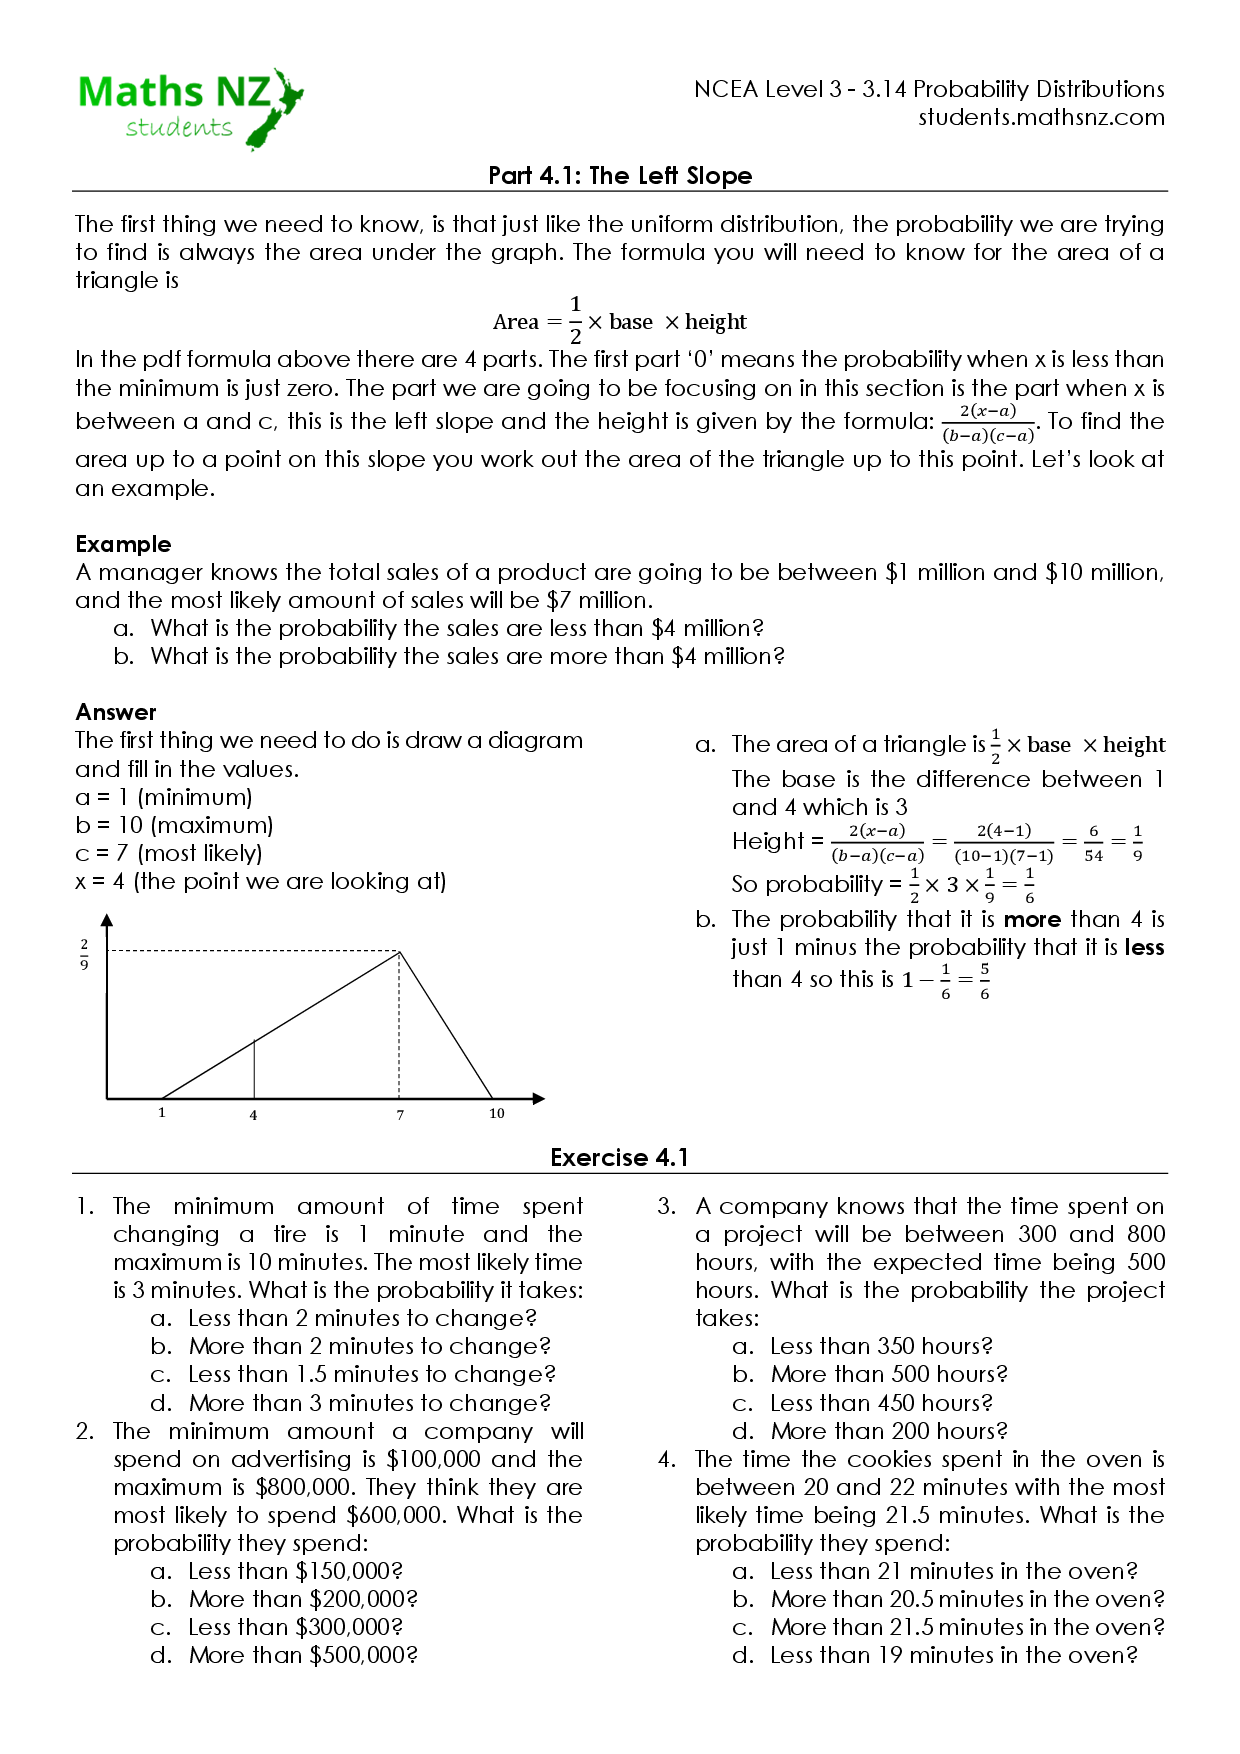 Maths NZ
students
NCEA Level 3 - 3.14 Probability Distributions
students.mathsnz.com
Part 4.1: The Left Slope
The first thing we need to know, is that just like the uniform distribution, the probability we are trying
to find is always the area under the graph. The formula you will need to know for the area of a
triangle is
Area = 1/2 × base × height
In the pdf formula above there are 4 parts. The first part ‘0’ means the probability when x is less than
the minimum is just zero. The part we are going to be focusing on in this section is the part when x is
between a and c, this is the left slope and the height is given by the formula: 2(x−a)/(b−a)(c−a). To find the
area up to a point on this slope you work out the area of the triangle up to this point. Let’s look at
an example.
Example
A manager knows the total sales of a product are going to be between $1 million and $10 million,
and the most likely amount of sales will be $7 million.
a. What is the probability the sales are less than $4 million?
b. What is the probability the sales are more than $4 million?
Answer
The first thing we need to do is draw a diagram
and fill in the values.
a = 1 (minimum)
b = 10 (maximum)
c = 7 (most likely)
x = 4 (the point we are looking at)
2/9
1 4 7 10
a. The area of a triangle is 1/2 × base × height
The base is the difference between 1
and 4 which is 3
Height = 2(x−a)/(b−a)(c−a) = 2(4−1)/(10−1)(7−1) = 6/54 = 1/9
So probability = 1/2 × 3 × 1/9 = 1/6
b. The probability that it is more than 4 is
just 1 minus the probability that it is less
than 4 so this is 1 − 1/6 = 5/6
Exercise 4.1
1. The minimum amount of time spent
changing a tire is 1 minute and the
maximum is 10 minutes. The most likely time
is 3 minutes. What is the probability it takes:
a. Less than 2 minutes to change?
b. More than 2 minutes to change?
c. Less than 1.5 minutes to change?
d. More than 3 minutes to change?
2. The minimum amount a company will
spend on advertising is $100,000 and the
maximum is $800,000. They think they are
most likely to spend $600,000. What is the
probability they spend:
a. Less than $150,000?
b. More than $200,000?
c. Less than $300,000?
d. More than $500,000?
3. A company knows that the time spent on
a project will be between 300 and 800
hours, with the expected time being 500
hours. What is the probability the project
takes:
a. Less than 350 hours?
b. More than 500 hours?
c. Less than 450 hours?
d. More than 200 hours?
4. The time the cookies spent in the oven is
between 20 and 22 minutes with the most
likely time being 21.5 minutes. What is the
probability they spend:
a. Less than 21 minutes in the oven?
b. More than 20.5 minutes in the oven?
c. More than 21.5 minutes in the oven?
d. Less than 19 minutes in the oven?